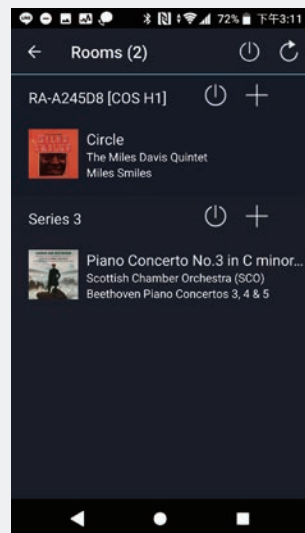 72% 下午3:11
Rooms (2)
RA-A245D8 [COS H1]
Circle
The Miles Davis Quintet
Miles Smiles
Series 3
Piano Concerto No.3 in C minor...
Scottish Chamber Orchestra (SCO)
Beethoven Piano Concertos 3, 4 & 5